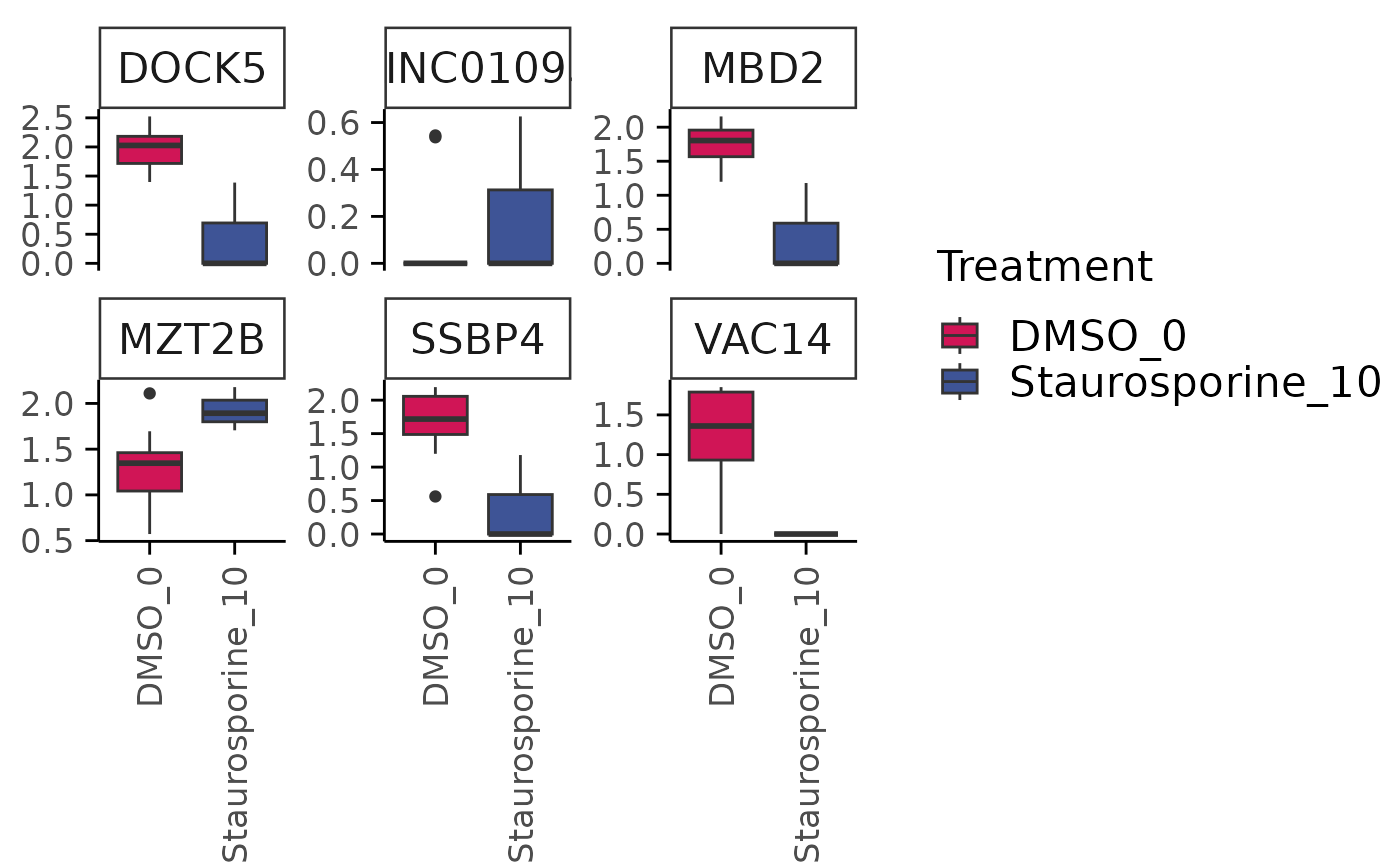 DOCK5 INC0109 MBD2
2.5 0.6 2.0
2.0 0.4 1.5
1.5 0.2 1.0
1.0 0.0 0.5
0.5 0.0
0.0
MZT2B SSBP4 VAC14
2.0 2.0 1.5
1.5 1.5 1.0
1.0 1.0 0.5
0.5 0.5 0.0
0.0
DMSO_0
Staurosporine_10
DMSO_0
Staurosporine_10
DMSO_0
Staurosporine_10
Treatment
DMSO_0
Staurosporine_10